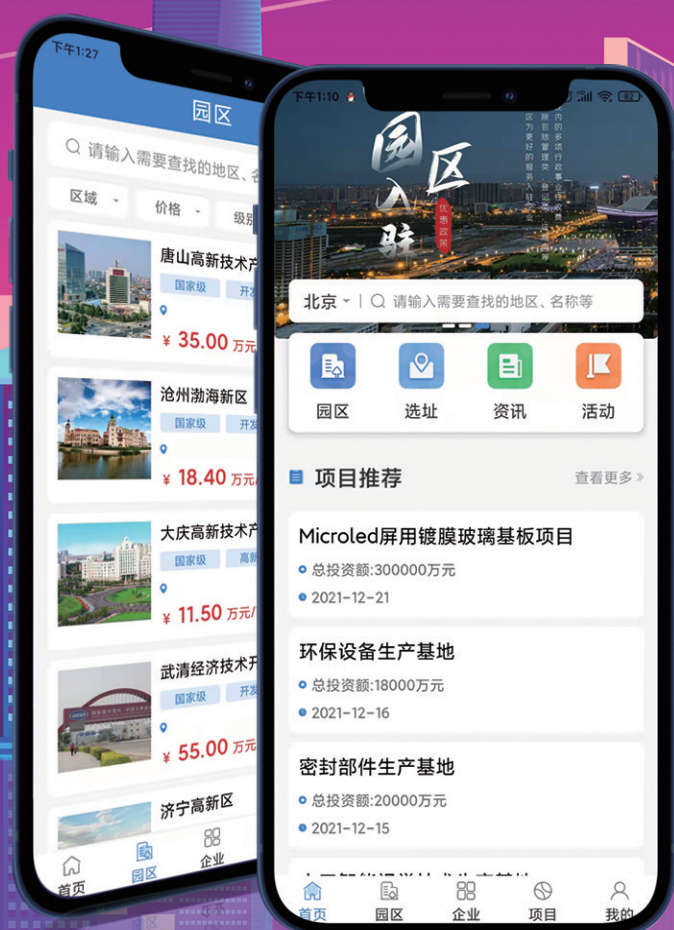 下午1:27
园区
请输入需要查找的地区、
区域
价格
级别
唐山高新技术产
国家级
开发
¥ 35.00 万元
沧州渤海新区
国家级
开发
¥ 18.40 万元/
大庆高新技术产
国家级
高新
¥ 11.50 万元/
武清经济技术开
国家级
开发
¥ 55.00 万元
济宁高新区
首页
园区
企业
下午1:10
82
园区
入驻
优惠政策
北京
请输入需要查找的地区、名称等
园区
选址
资讯
活动
项目推荐
查看更多
Microled屏用镀膜玻璃基板项目
总投资额:300000万元
2021-12-21
环保设备生产基地
总投资额:18000万元
2021-12-16
密封部件生产基地
总投资额:20000万元
2021-12-15
首页
园区
企业
项目
我的